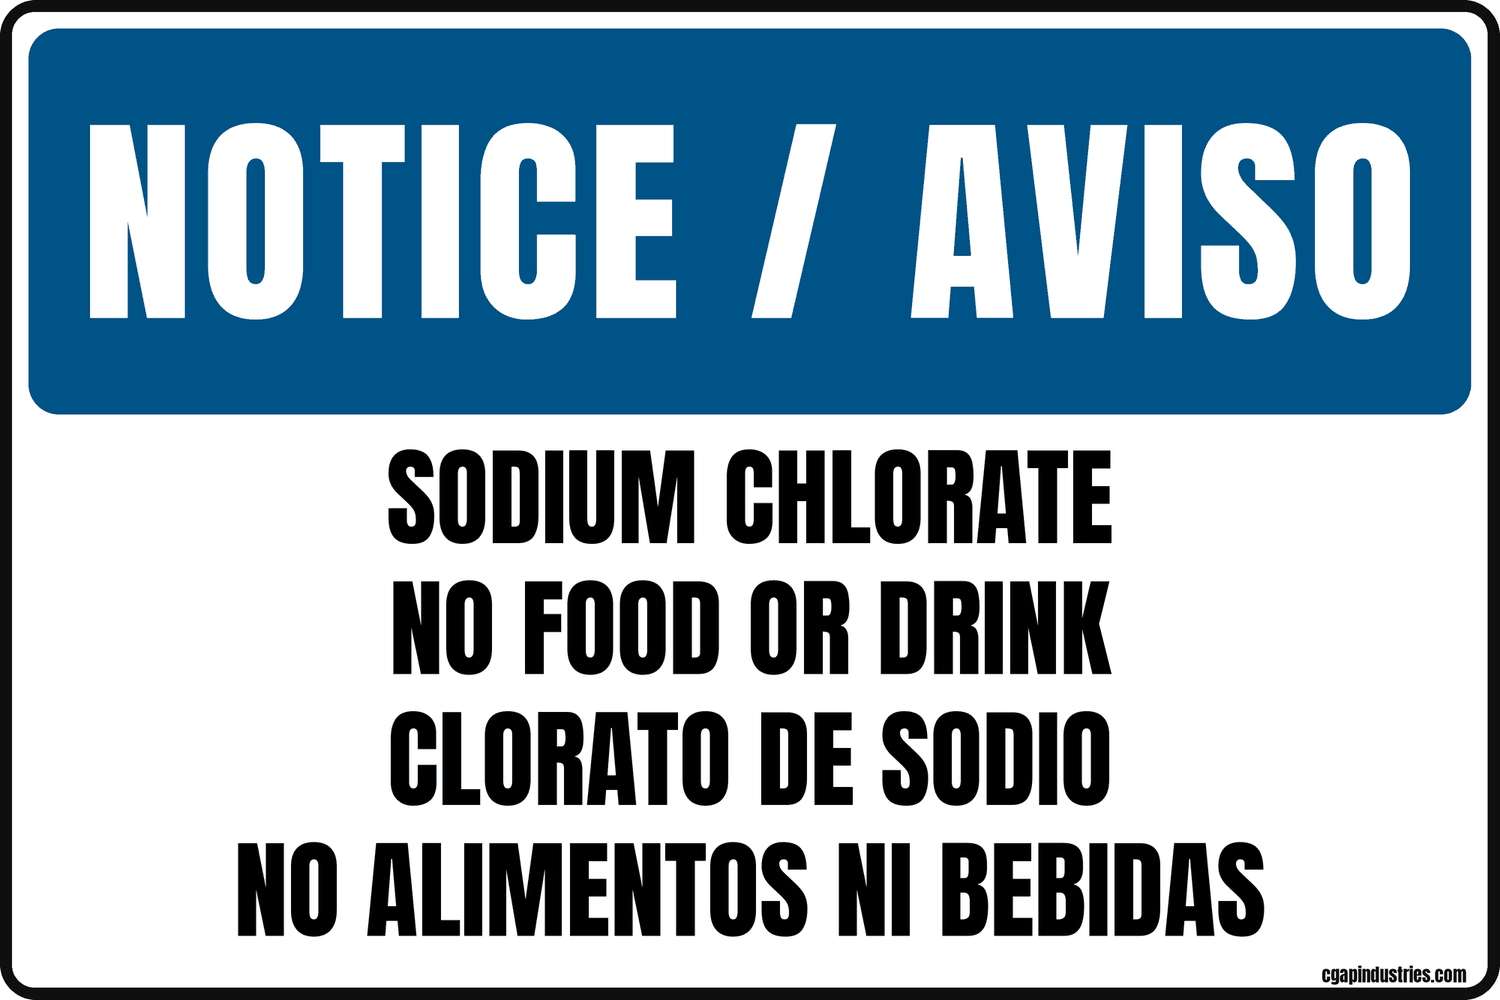 NOTICE / AVISO
SODIUM CHLORATE
NO FOOD OR DRINK
CLORATO DE SODIO
NO ALIMENTOS NI BEBIDAS
cgapindustries.com